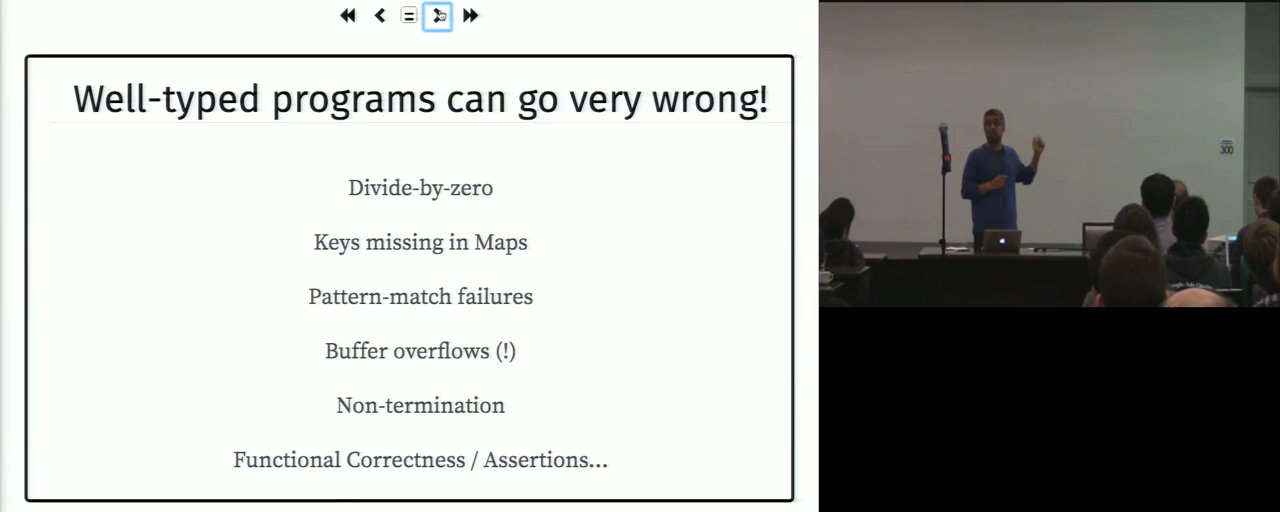 Well-typed programs can go very wrong!
Divide-by-zero
Keys missing in Maps
Pattern-match failures
Buffer overflows (!)
Non-termination
Functional Correctness / Assertions...
300